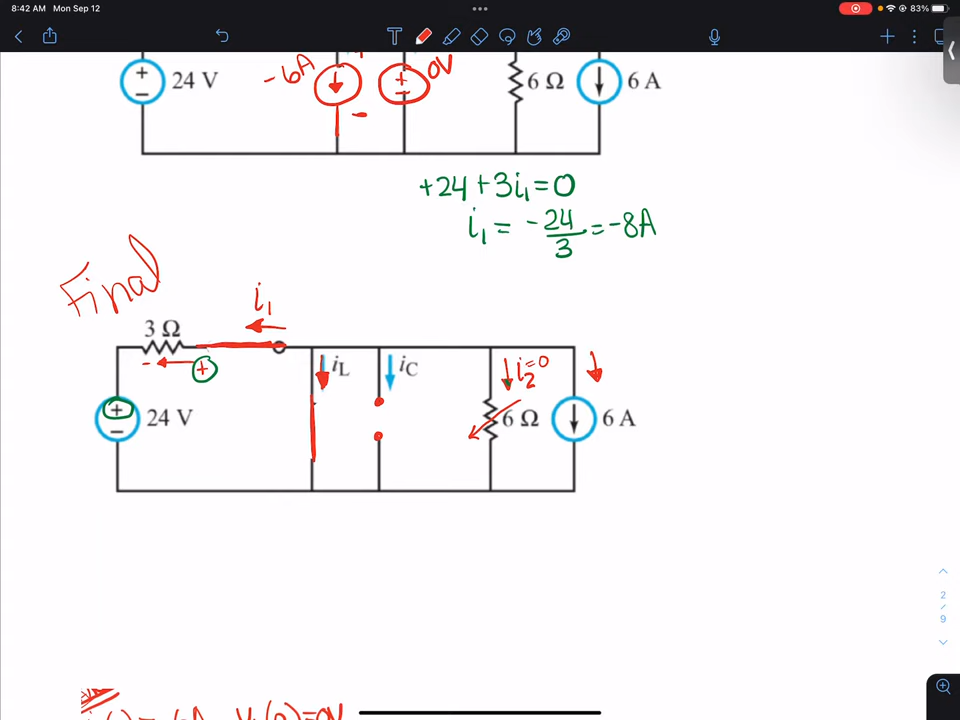 8:42 AM Mon Sep 12
83%
T
-6A
24 V
+
-
+
0V
6 Ω
6 A
+24 +3i₁=0
i₁ = -24/3 = -8A
Final
i₁
3 Ω
- +
iL
iC
i₂=0
+
-
24 V
6 Ω
6 A
2
/
9